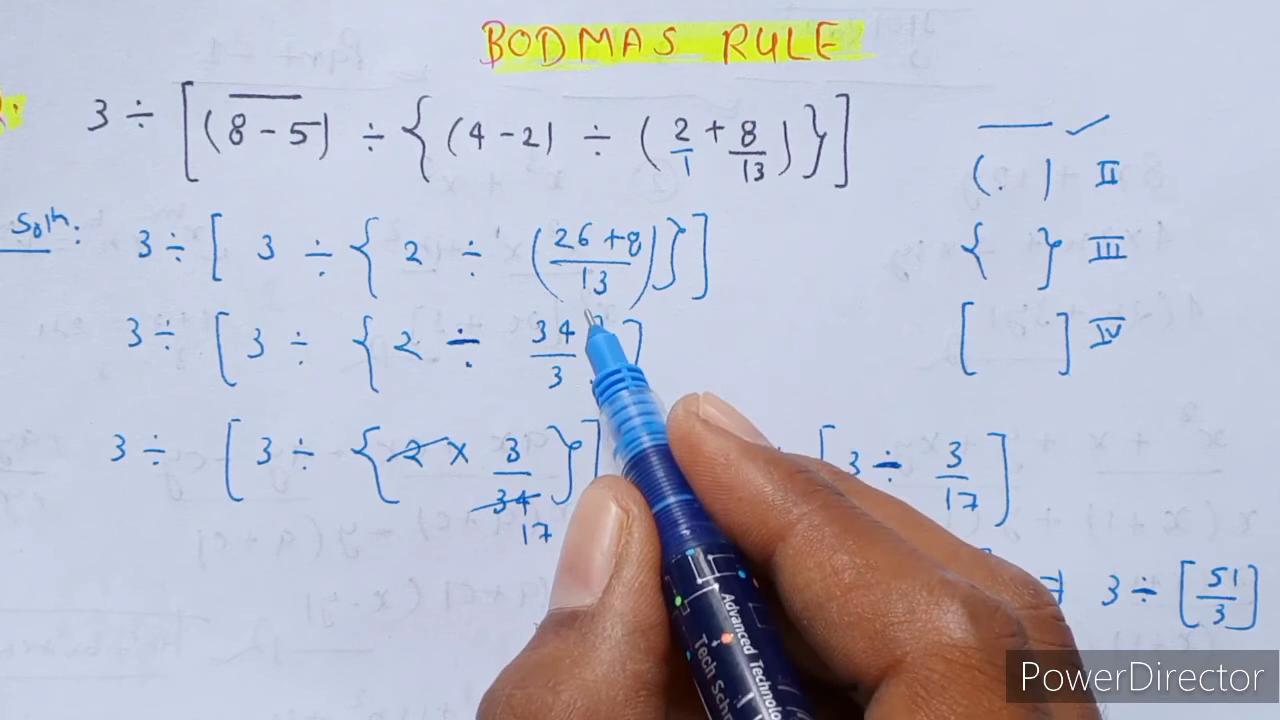 BODMAS RULE
3 ÷ [(8 - 5) ÷ {(4 - 2) ÷ (2/1 + 8/13)}]
( ) II
Soln: 3 ÷ [ 3 ÷ { 2 ÷ (26 + 8/13)}]
{ } III
3 ÷ [ 3 ÷ { 2 ÷ 34/3 ]
[ ] IV
3 ÷ [ 3 ÷ { 2 × 3/34 } ]
17
[ 3 ÷ 3/17 ]
3 ÷ [ 51/3 ]
Advanced Technolo
Tech Schr
PowerDirector